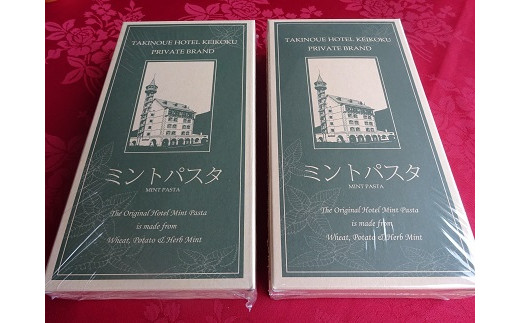 TAKINOUE HOTEL KEIKOKU
PRIVATE BRAND
ミントパスタ
MINT PASTA
The Original Hotel Mint Pasta
is made from
Wheat, Potato & Herb Mint
TAKINOUE HOTEL KEIKOKU
PRIVATE BRAND
ミントパスタ
MINT PASTA
The Original Hotel Mint Pasta
is made from
Wheat, Potato & Herb Mint